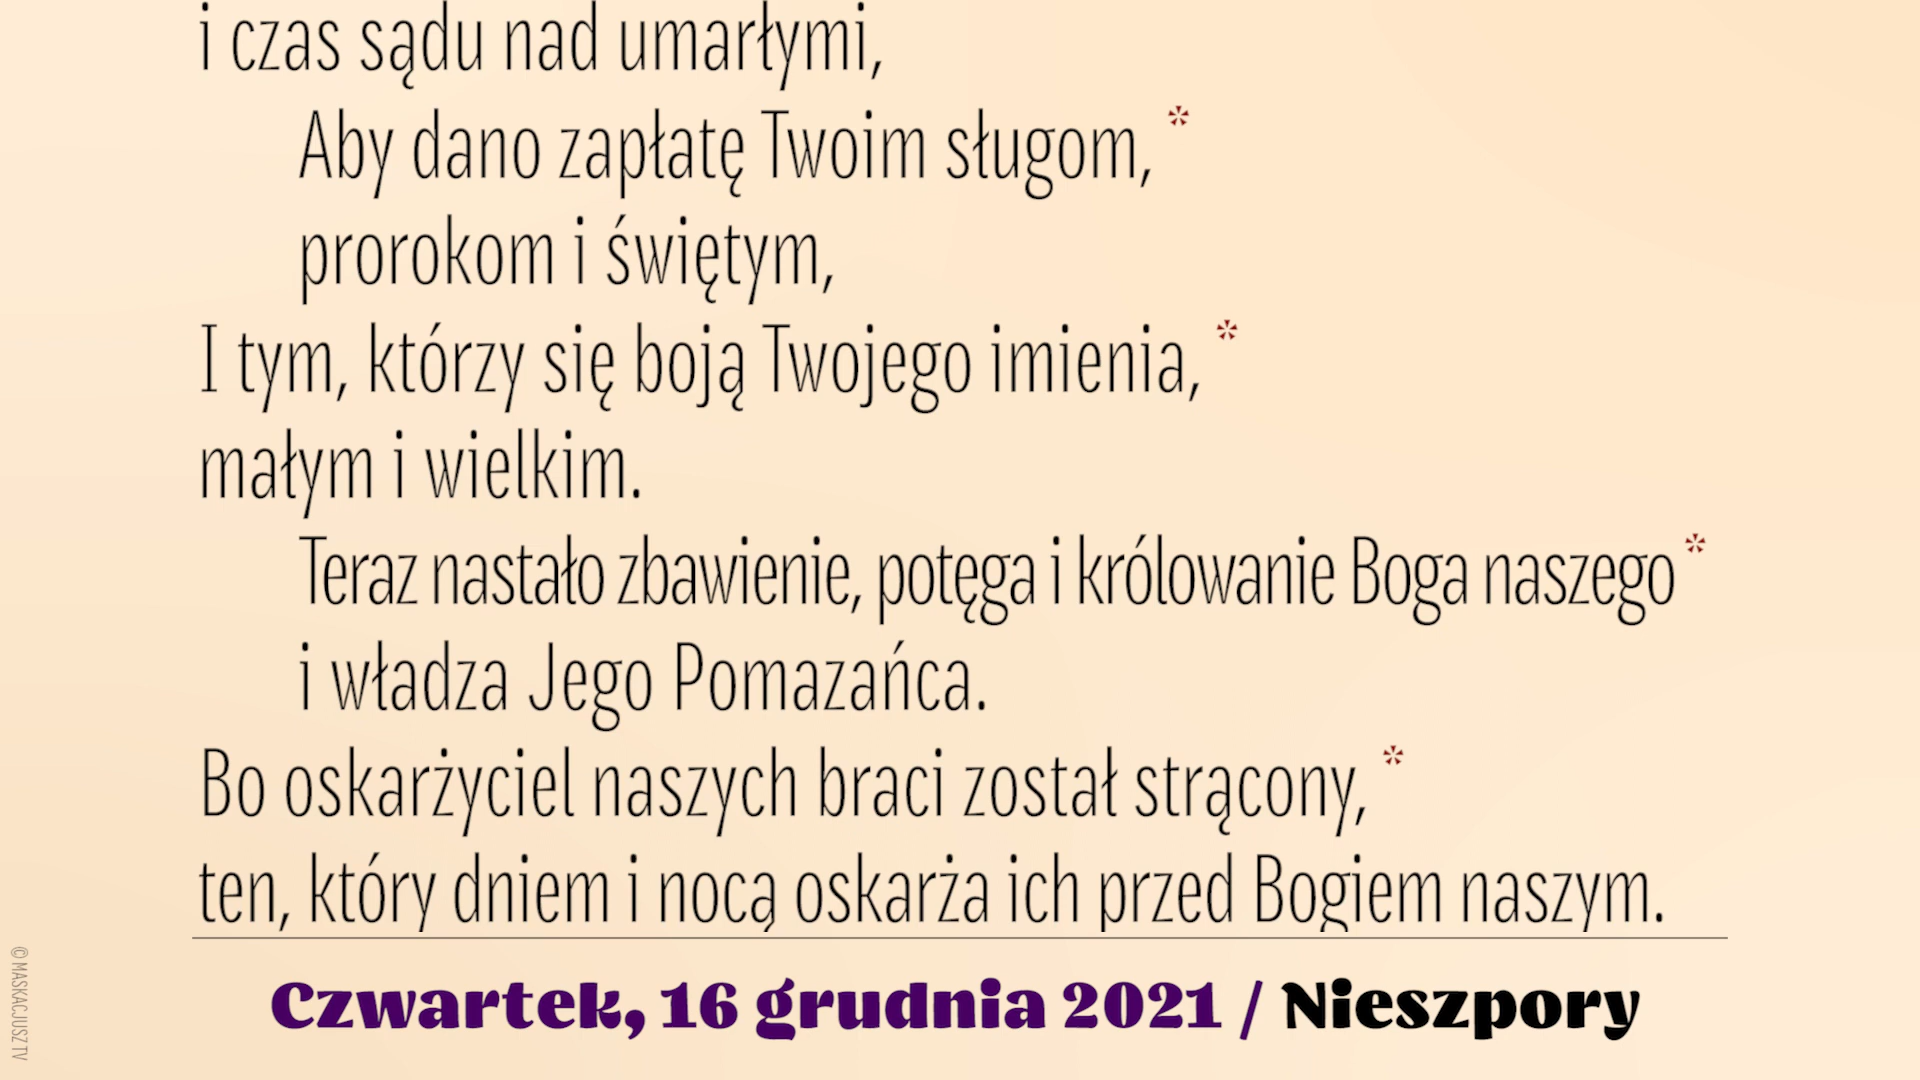 i czas sądu nad umarłymi,
Aby dano zapłatę Twoim sługom, *
prorokom i świętym,
I tym, którzy się boją Twojego imienia, *
małym i wielkim.
Teraz nastało zbawienie, potęga i królowanie Boga naszego *
i władza Jego Pomazańca.
Bo oskarżyciel naszych braci został strącony, *
ten, który dniem i nocą oskarża ich przed Bogiem naszym.
Czwartek, 16 grudnia 2021 / Nieszpory
© MASKACJUSZ TV